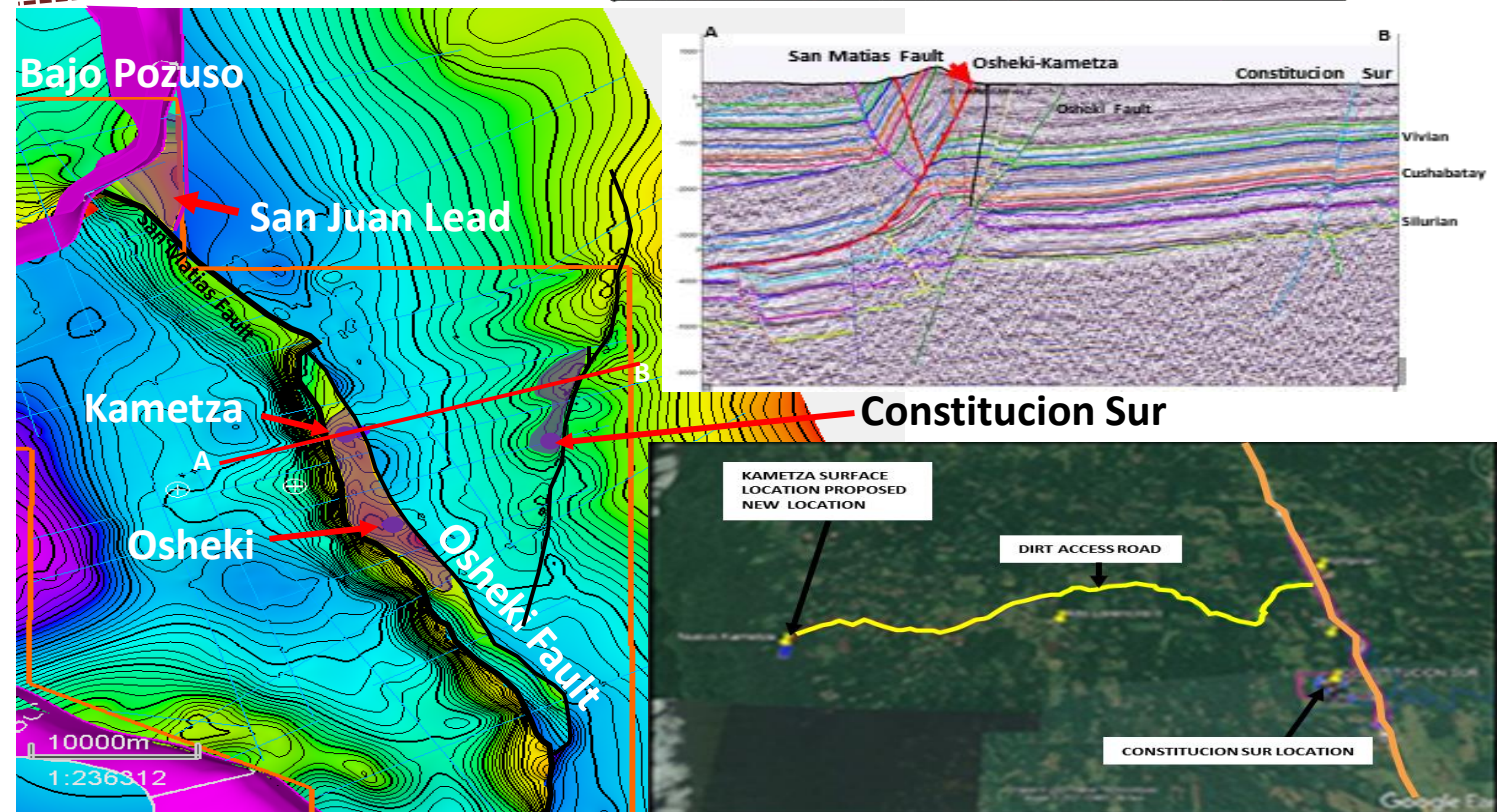 Bajo Pozuso
San Juan Lead
San Matias Fault
Kametza
A
B
Osheki
Osheki Fault
10000m
1:236312
A
B
San Matias Fault
Osheki-Kametza
Constitucion Sur
Osheki Fault
Vivian
Cushabatay
Silurian
Constitucion Sur
KAMETZA SURFACE
LOCATION PROPOSED
NEW LOCATION
DIRT ACCESS ROAD
CONSTITUCION SUR LOCATION